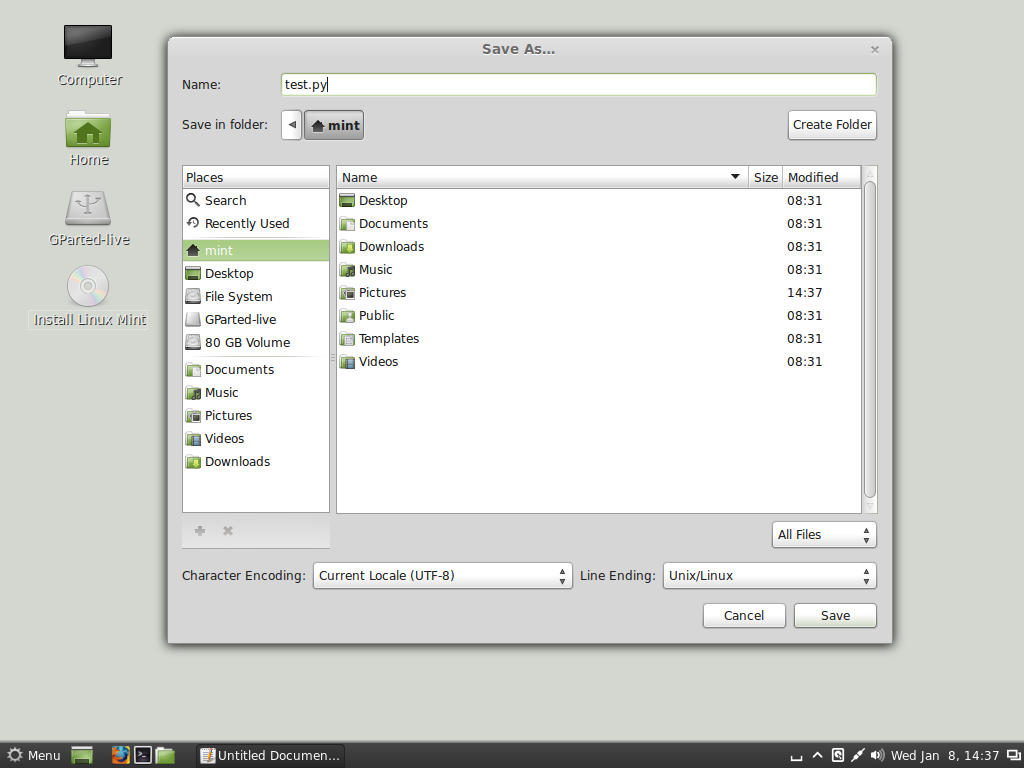 Save As...
Computer
Name: test.py
Save in folder: mint Create Folder
Home
Places
Search
Recently Used
mint
Desktop
File System
GParted-live
80 GB Volume
Documents
Music
Pictures
Videos
Downloads
Name Size Modified
Desktop 08:31
Documents 08:31
Downloads 08:31
Music 08:31
Pictures 14:37
Public 08:31
Templates 08:31
Videos 08:31
GParted-live
Install Linux Mint
All Files
Character Encoding: Current Locale (UTF-8) Line Ending: Unix/Linux
Cancel Save
Menu Untitled Documen... Wed Jan 8, 14:37